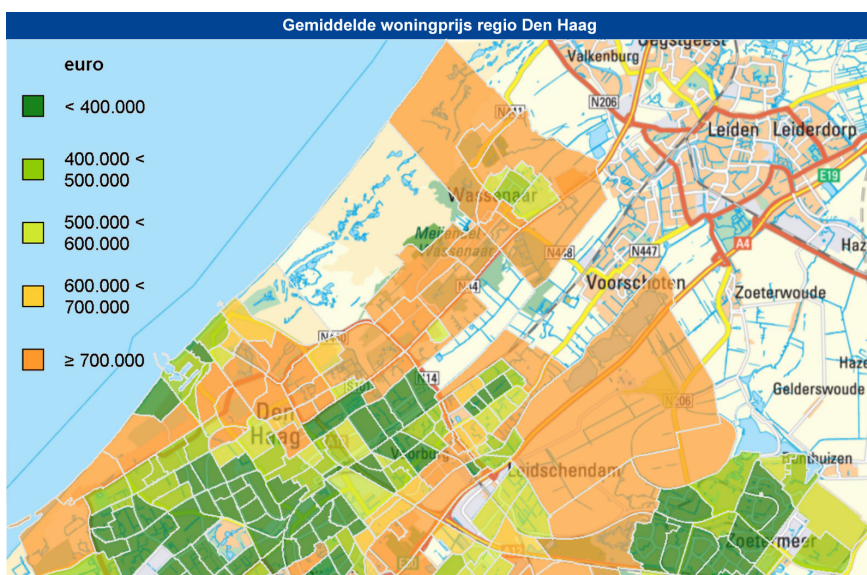 Gemiddelde woningprijs regio Den Haag
euro
< 400.000
400.000 <
500.000
500.000 <
600.000
600.000 <
700.000
≥ 700.000
Valkenburg
N206
Leiden
Leiderdorp
E19
Wassenaar
Meijendel
Wassenaar
A4
N448
N447
Voorschoten
N44
Zoeterwoude
N14
Gelderswoude
N206
Den
Haag
Voorburg
Leidschendam
Zoetermeer